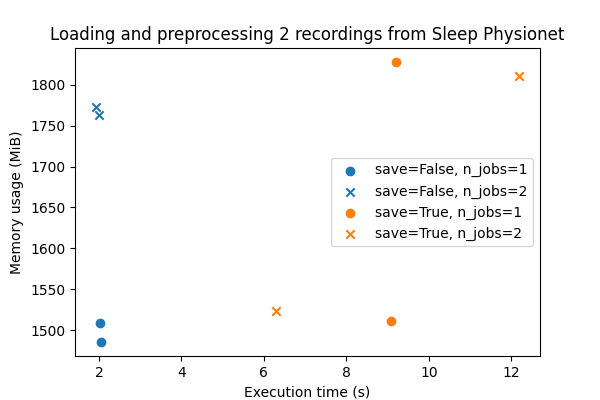 Loading and preprocessing 2 recordings from Sleep Physionet
Memory usage (MiB)
1800
1750
1700
1650
1600
1550
1500
save=False, n_jobs=1
save=False, n_jobs=2
save=True, n_jobs=1
save=True, n_jobs=2
2 4 6 8 10 12
Execution time (s)